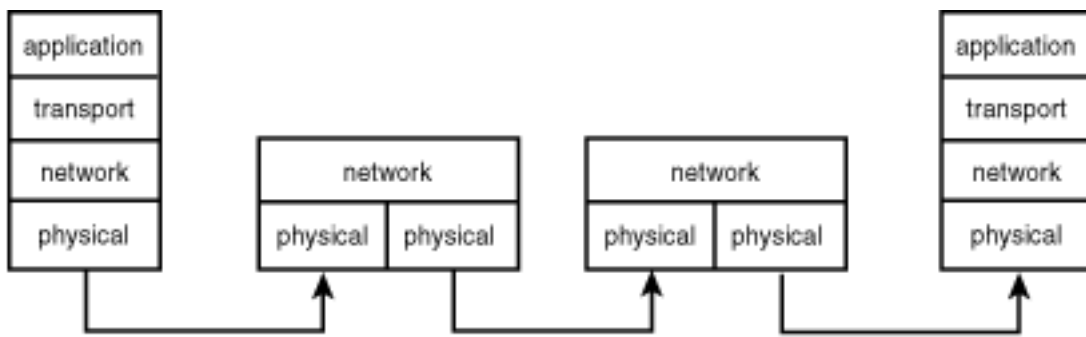 application
transport
network
physical
network
physical
physical
network
physical
physical
application
transport
network
physical